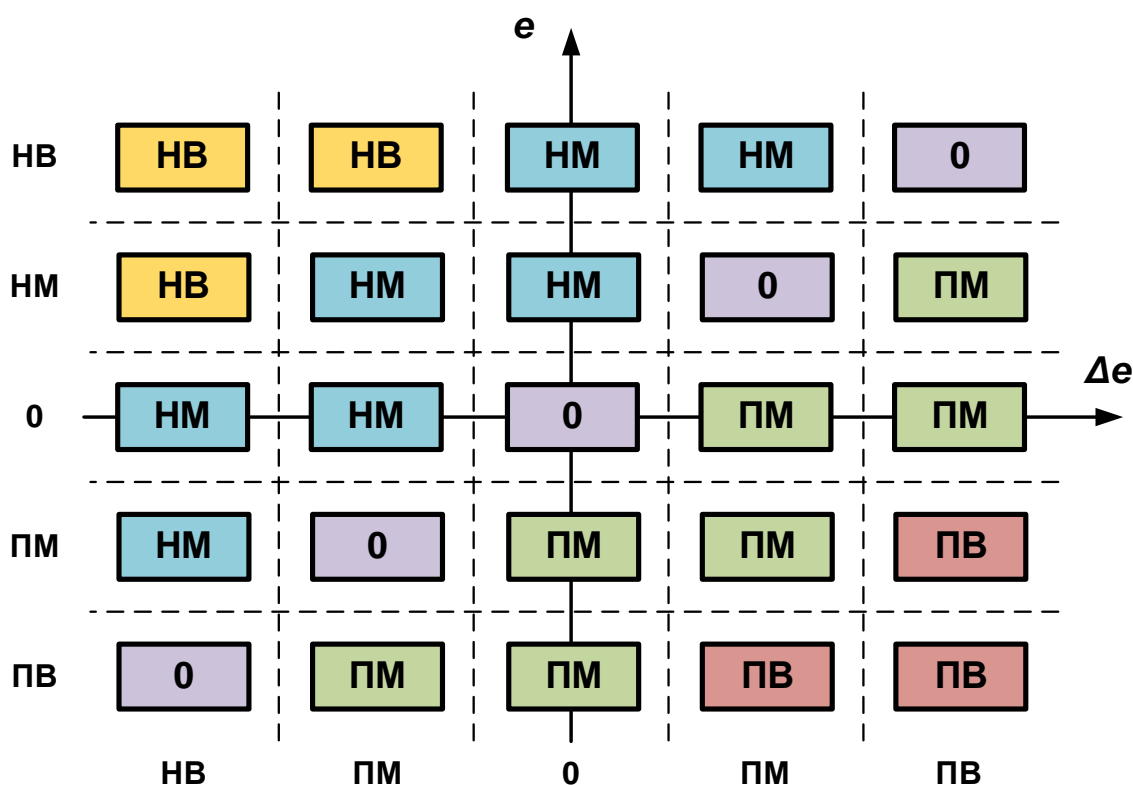 e
НВ НВ НВ НМ НМ 0
НМ НВ НМ НМ 0 ПМ
Δe
0 НМ НМ 0 ПМ ПМ
ПМ НМ 0 ПМ ПМ ПВ
ПВ 0 ПМ ПМ ПВ ПВ
НВ ПМ 0 ПМ ПВ